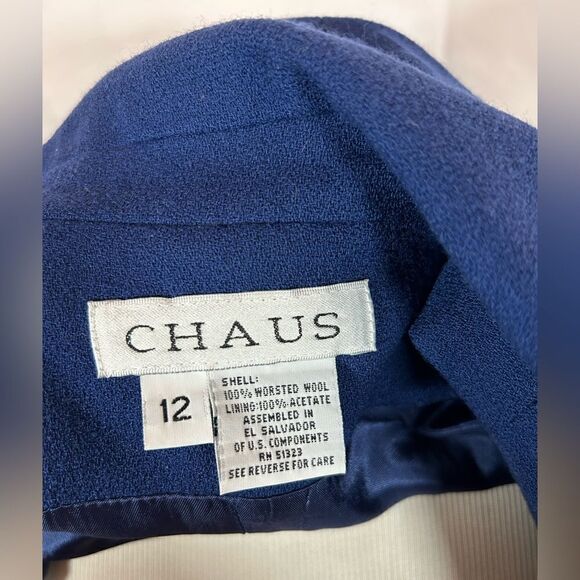 CHAUS
12
SHELL:
100% WORSTED WOOL
LINING:100% ACETATE
ASSEMBLED IN
EL SALVADOR
OF U.S. COMPONENTS
RN 51323
SEE REVERSE FOR CARE